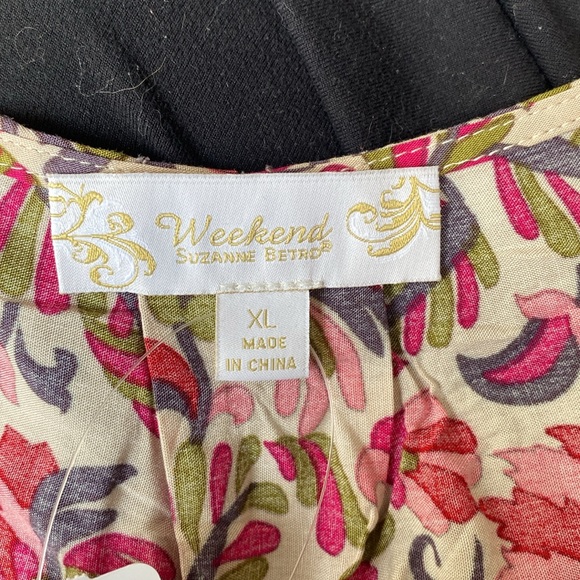 Weekend
SUZANNE BETRO®
XL
MADE
IN CHINA